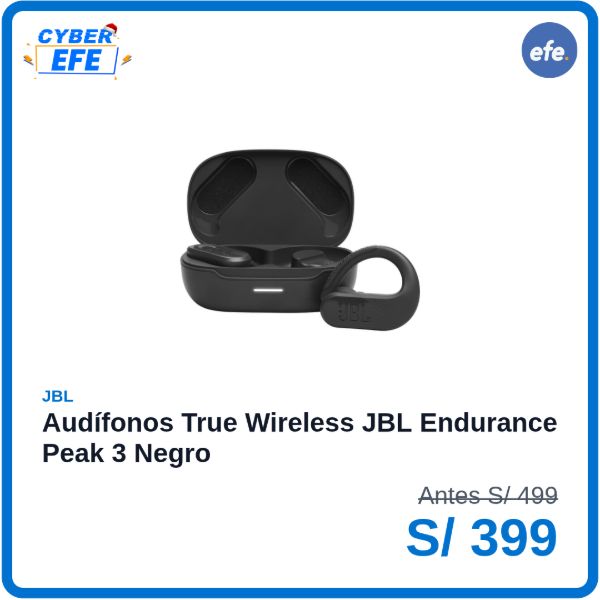 CYBER
EFE
efe.
JBL
JBL
Audífonos True Wireless JBL Endurance
Peak 3 Negro
Antes S/ 499
S/ 399